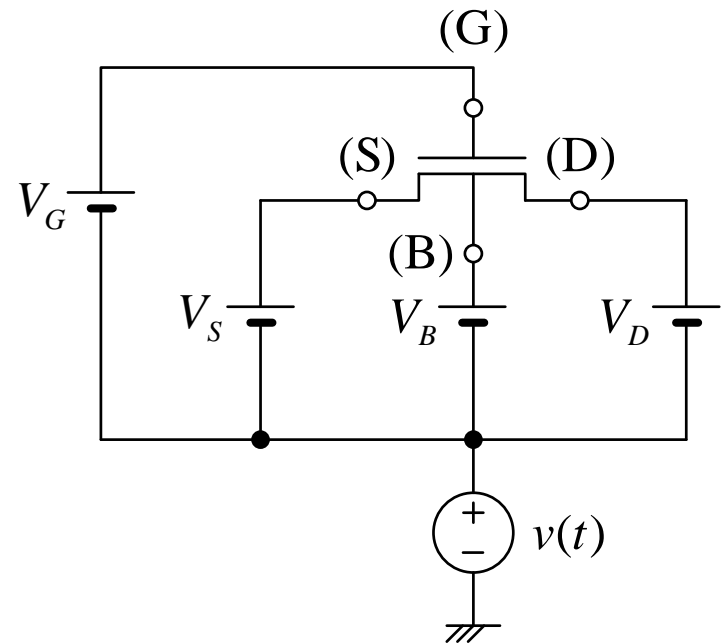 (G)
(S) (D)
V_G
(B)
V_S V_B V_D
+
−
v(t)